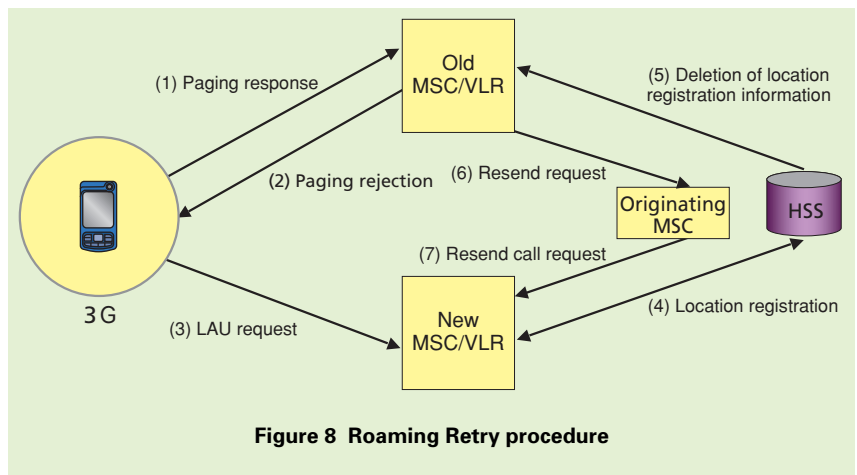 (1) Paging response
Old
MSC/VLR
(5) Deletion of location
registration information
(2) Paging rejection
(6) Resend request
Originating
MSC
HSS
(7) Resend call request
3G
(3) LAU request
New
MSC/VLR
(4) Location registration
Figure 8 Roaming Retry procedure